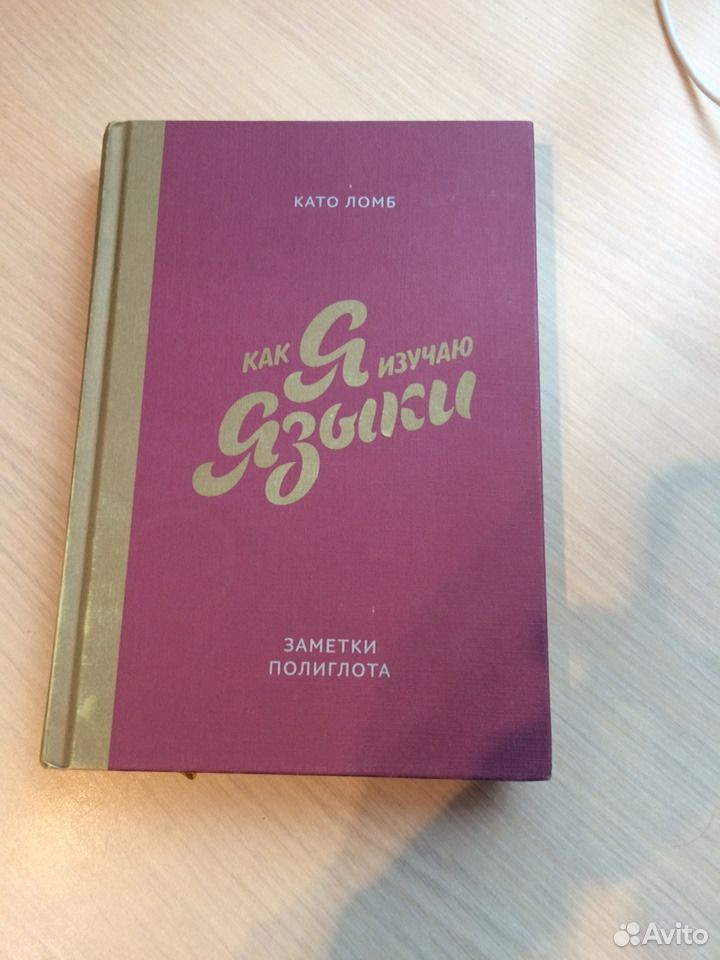 КАТО ЛОМБ
КАК Я ИЗУЧАЮ
ЯЗЫКИ
ЗАМЕТКИ
ПОЛИГЛОТА
Avito